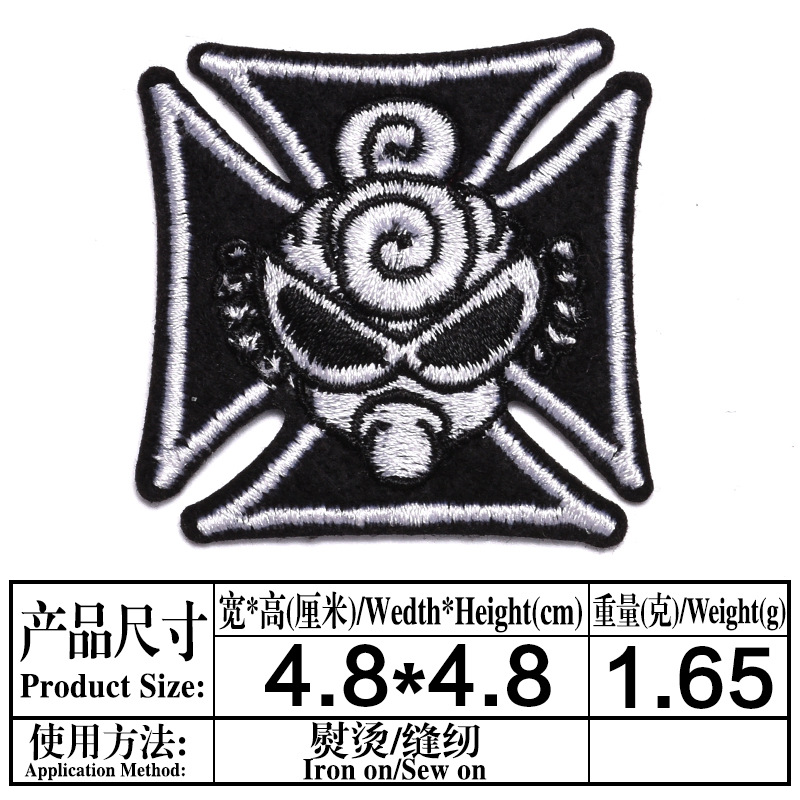 产品尺寸
Product Size:
宽*高(厘米)/Wedth*Height(cm)
重量(克)/Weight(g)
4.8*4.8
1.65
使用方法:
Application Method:
熨烫/缝纫
Iron on/Sew on